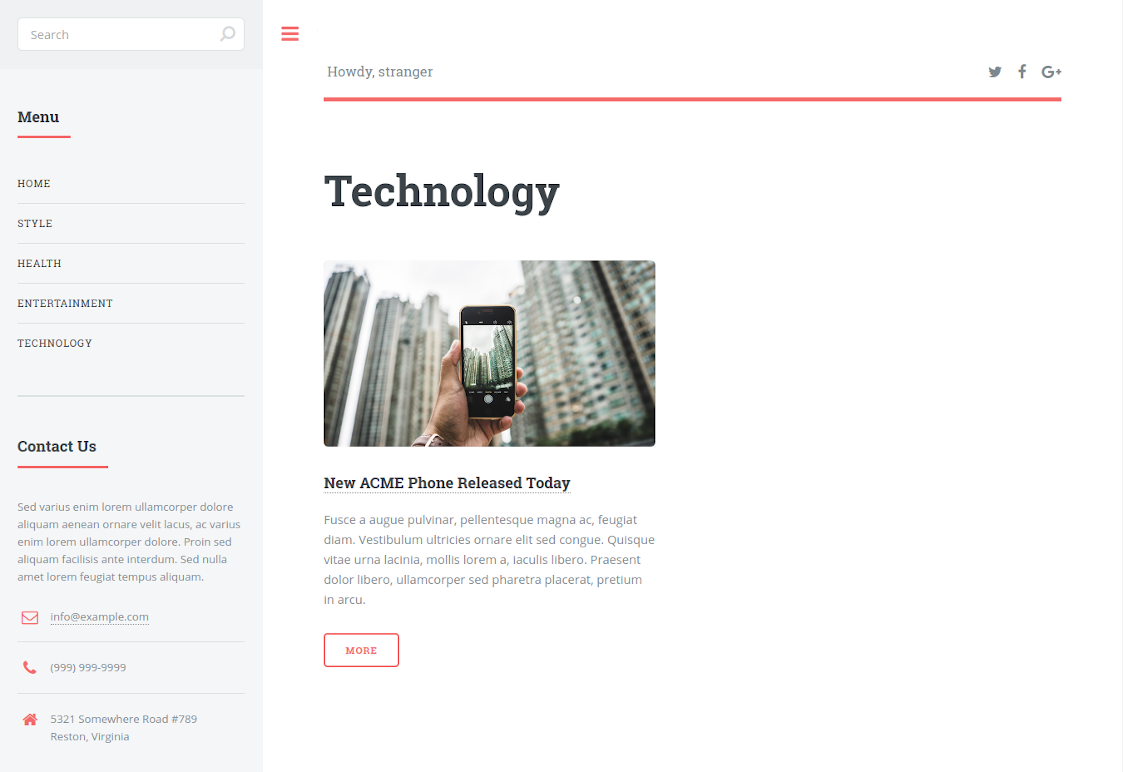 Search
Howdy, stranger
Menu
HOME
STYLE
HEALTH
ENTERTAINMENT
TECHNOLOGY
Contact Us
Sed varius enim lorem ullamcorper dolore
aliquam aenean ornare velit lacus, ac varius
enim lorem ullamcorper dolore. Proin sed
aliquam facilisis ante interdum. Sed nulla
amet lorem feugiat tempus aliquam.
info@example.com
(999) 999-9999
5321 Somewhere Road #789
Reston, Virginia
Technology
New ACME Phone Released Today
Fusce a augue pulvinar, pellentesque magna ac, feugiat
diam. Vestibulum ultricies ornare elit sed congue. Quisque
vitae urna lacinia, mollis lorem a, iaculis libero. Praesent
dolor libero, ullamcorper sed pharetra placerat, pretium
in arcu.
MORE